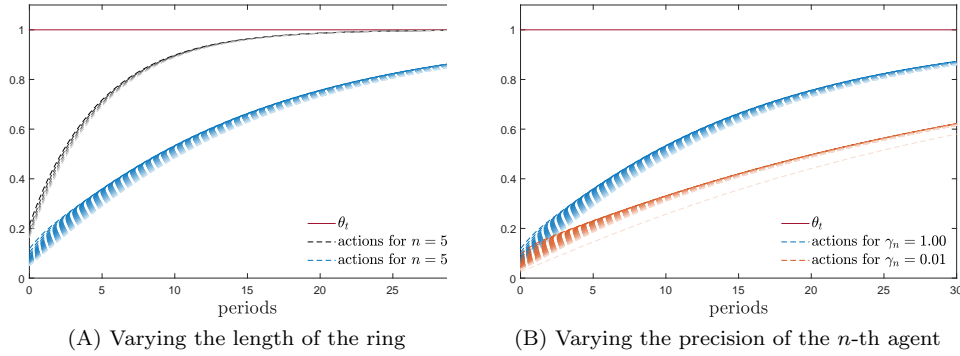 1
0.8
0.6
0.4
0.2
0
0
5
10
15
20
25
periods
θₜ
actions for n = 5
actions for n = 5
(A) Varying the length of the ring
1
0.8
0.6
0.4
0.2
0
0
5
10
15
20
25
30
periods
θₜ
actions for γₙ = 1.00
actions for γₙ = 0.01
(B) Varying the precision of the n-th agent